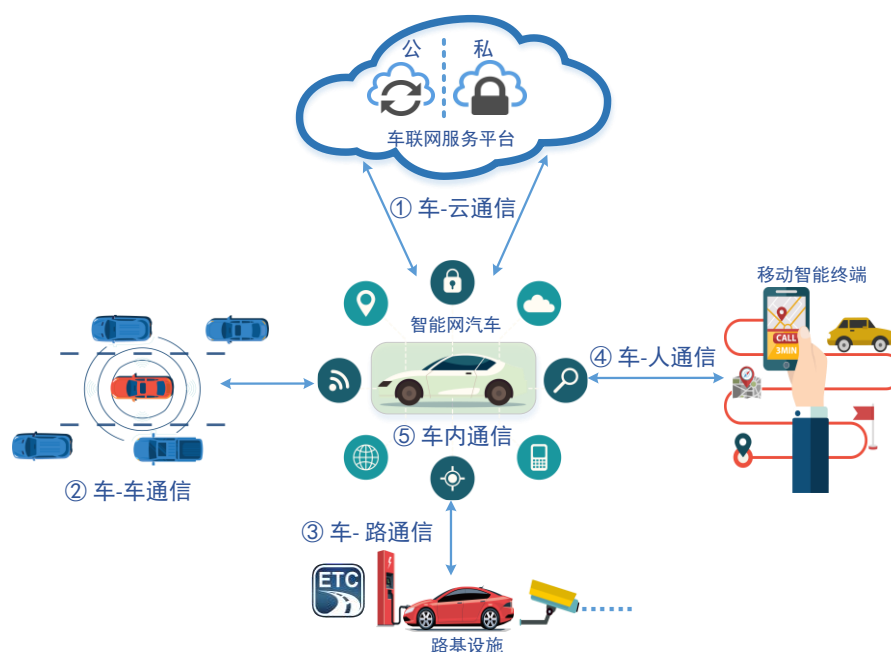 公 私
车联网服务平台
① 车-云通信
移动智能终端
智能网汽车
CALL
3MIN
④ 车-人通信
⑤ 车内通信
② 车-车通信
③ 车- 路通信
ETC
路基设施